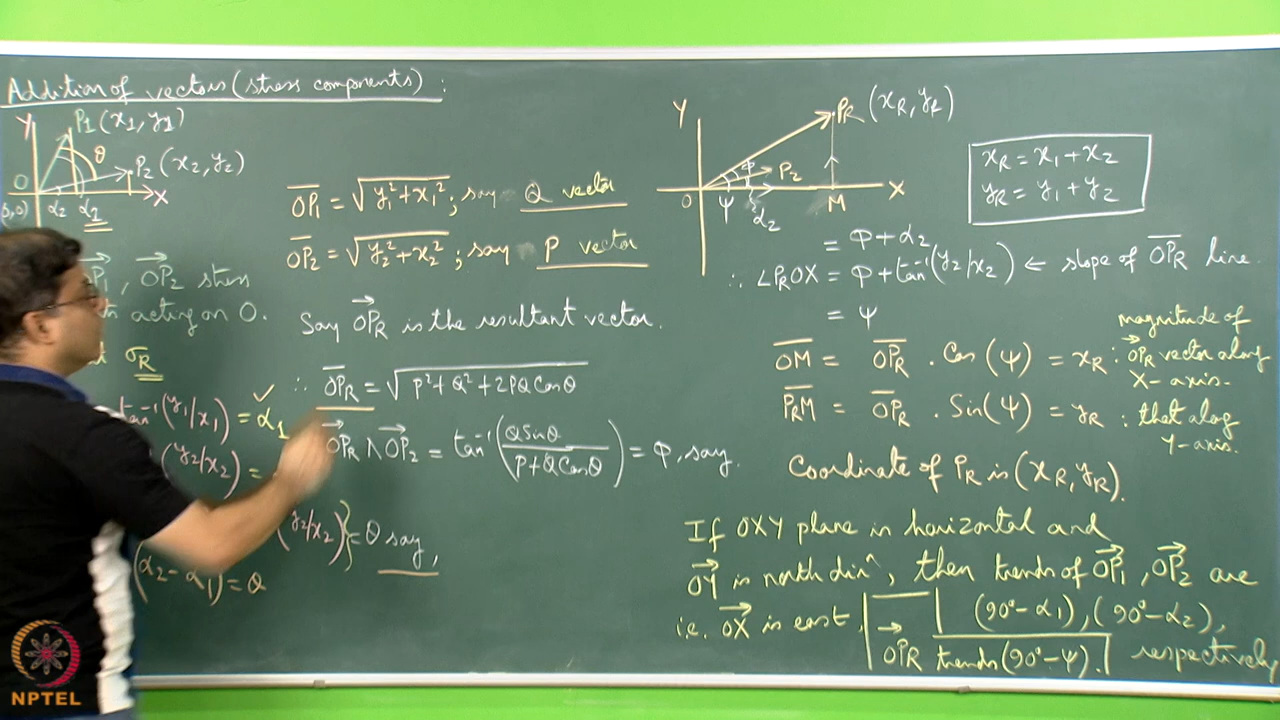 Addition of vectors (stress components) :
Y
P1 (x1, y1)
θ
P2 (x2, y2)
O
X
α2 α2
, OP2 stress
acting on O.
σR
tan⁻¹(y1/x1) = α1 ✓
(y2/x2) =
(y2/x2)} = θ say,
(α2 - α1) = θ
OP1 = √(y1² + x1²) ; say Q vector
OP2 = √(y2² + x2²) ; say P vector
Say OPR is the resultant vector.
∴ OPR = √(P² + Q² + 2PQ Cos θ)
OPR ∧ OP2 = tan⁻¹(Q Sin θ / P + Q Cos θ) = φ, say.
Y
PR (xR, yR)
φ P2
O ψ α2 M X
xR = x1 + x2
yR = y1 + y2
= φ + α2
∴ ∠PROX = φ + tan⁻¹(y2/x2) ← slope of OPR line.
= ψ
OM = OPR . Cos (ψ) = xR : magnitude of OPR vector along X-axis.
PRM = OPR . Sin (ψ) = yR : that along Y-axis.
Coordinate of PR is (xR, yR).
If OXY plane is horizontal and
OY is north dirn, then trends of OP1, OP2 are
i.e. OX is east. (90° - α1), (90° - α2),
OPR trends (90° - ψ). respectively
NPTEL